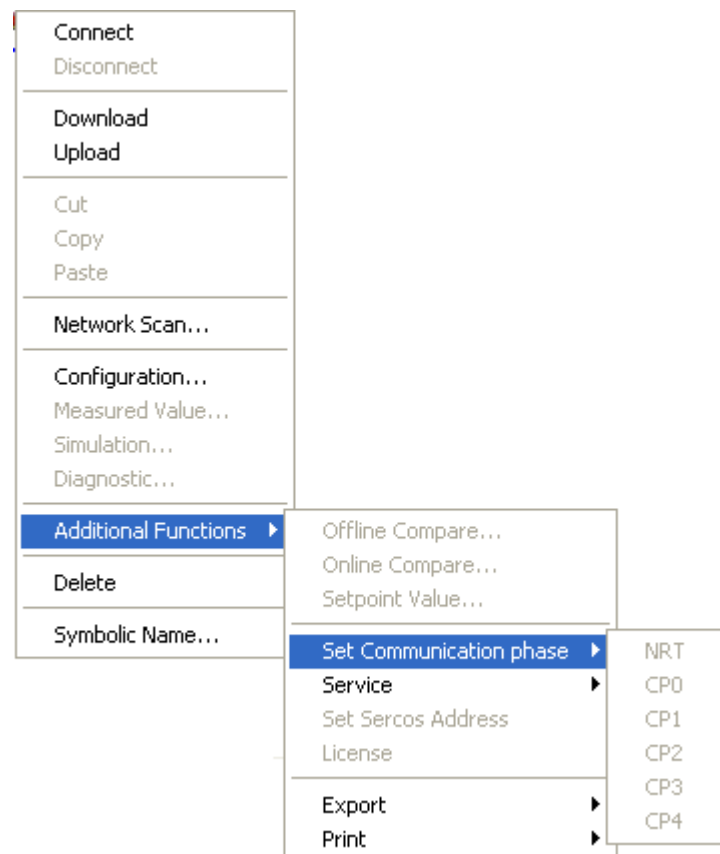 Connect
Disconnect
Download
Upload
Cut
Copy
Paste
Network Scan...
Configuration...
Measured Value...
Simulation...
Diagnostic...
Additional Functions
Delete
Symbolic Name...
Offline Compare...
Online Compare...
Setpoint Value...
Set Communication phase
Service
Set Sercos Address
License
Export
Print
NRT
CP0
CP1
CP2
CP3
CP4